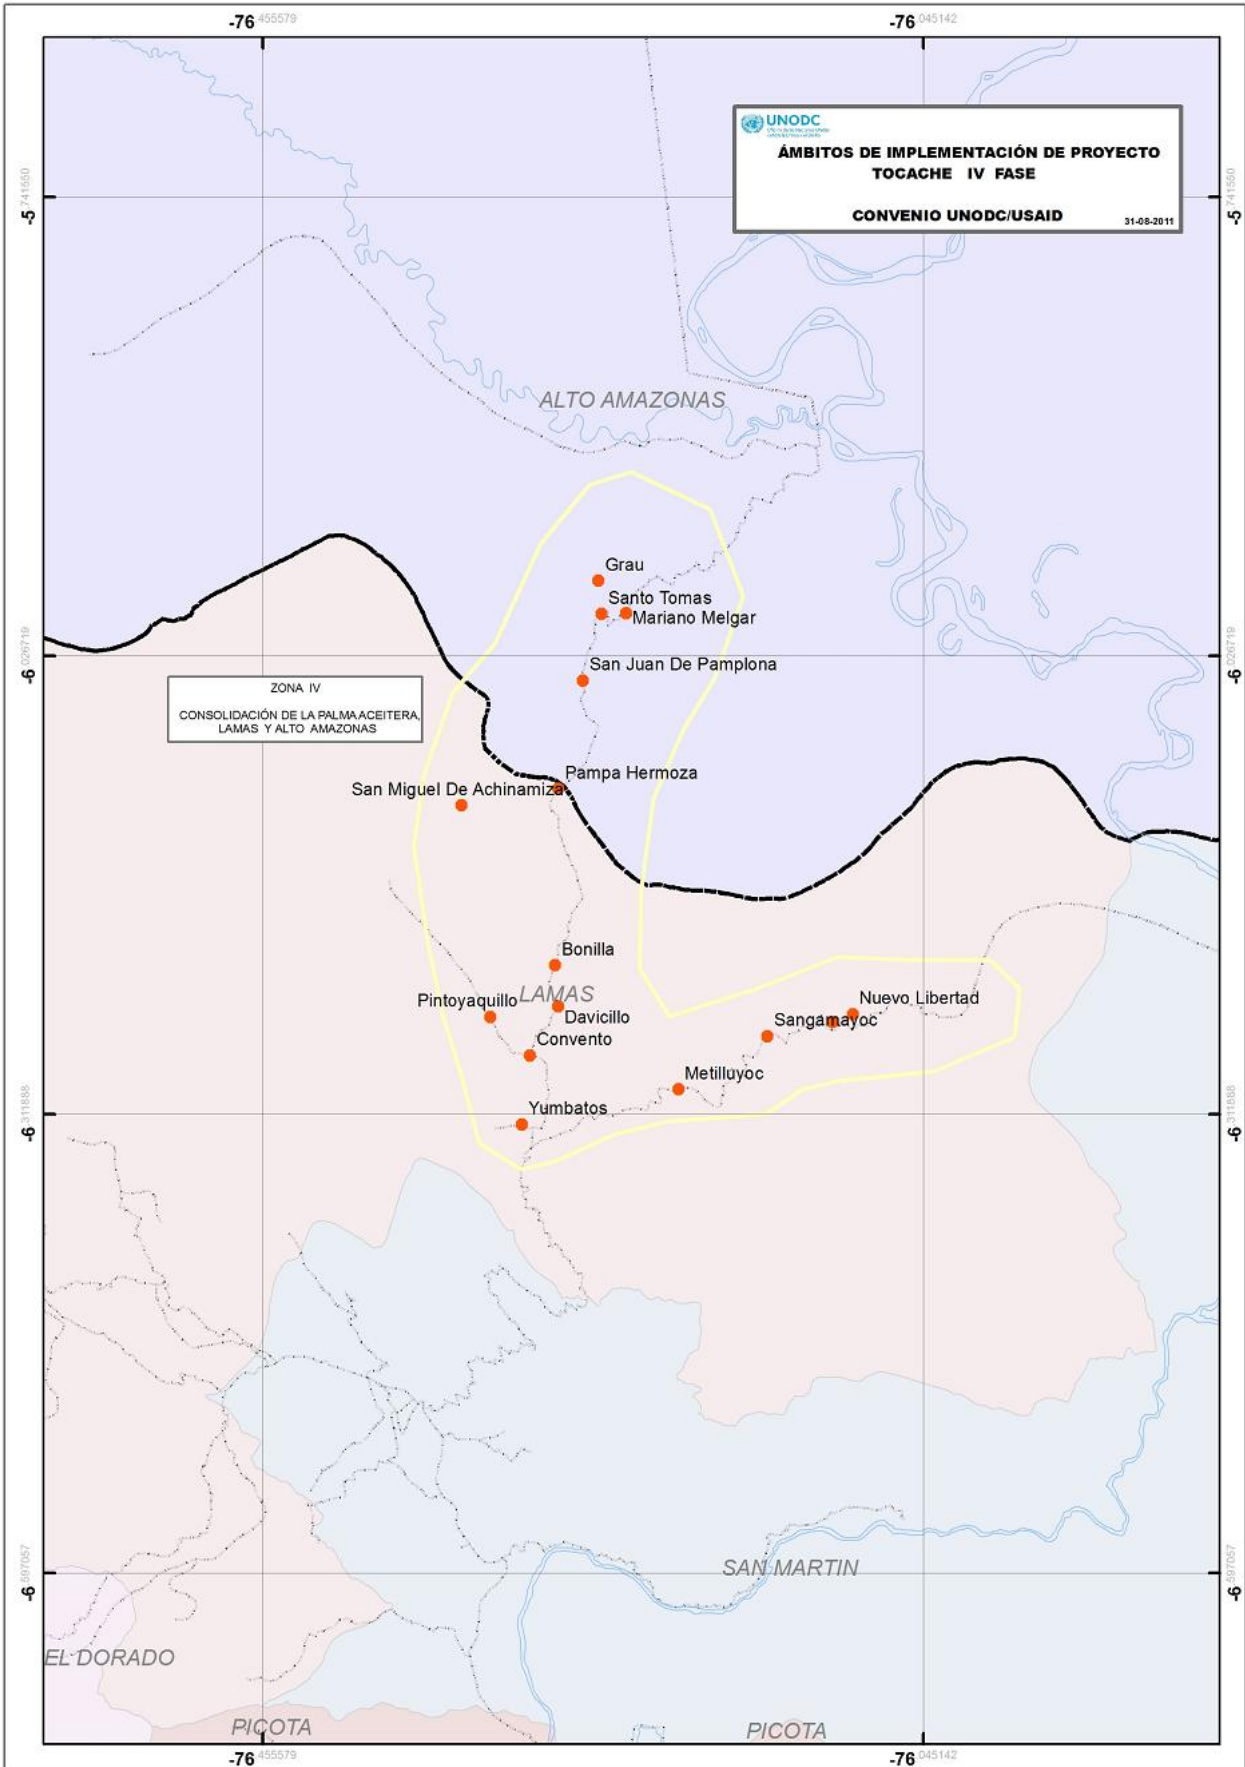 -76.455579
-76.045142
UNODC
ÁMBITOS DE IMPLEMENTACIÓN DE PROYECTO
TOCACHE IV FASE
CONVENIO UNODC/USAID
31-08-2011
-5.741550
-5.741550
ALTO AMAZONAS
Grau
Santo Tomas
Mariano Melgar
-6.026719
-6.026719
San Juan De Pamplona
ZONA IV
CONSOLIDACIÓN DE LA PALMA ACEITERA,
LAMAS Y ALTO AMAZONAS
Pampa Hermoza
San Miguel De Achinamiza
Bonilla
LAMAS
Pintoyaquillo
Nuevo Libertad
Davicillo
Sangamayoc
Convento
Metilluyoc
Yumbatos
-6.311888
-6.311888
SAN MARTIN
-6.597057
-6.597057
EL DORADO
PICOTA
PICOTA
-76.455579
-76.045142